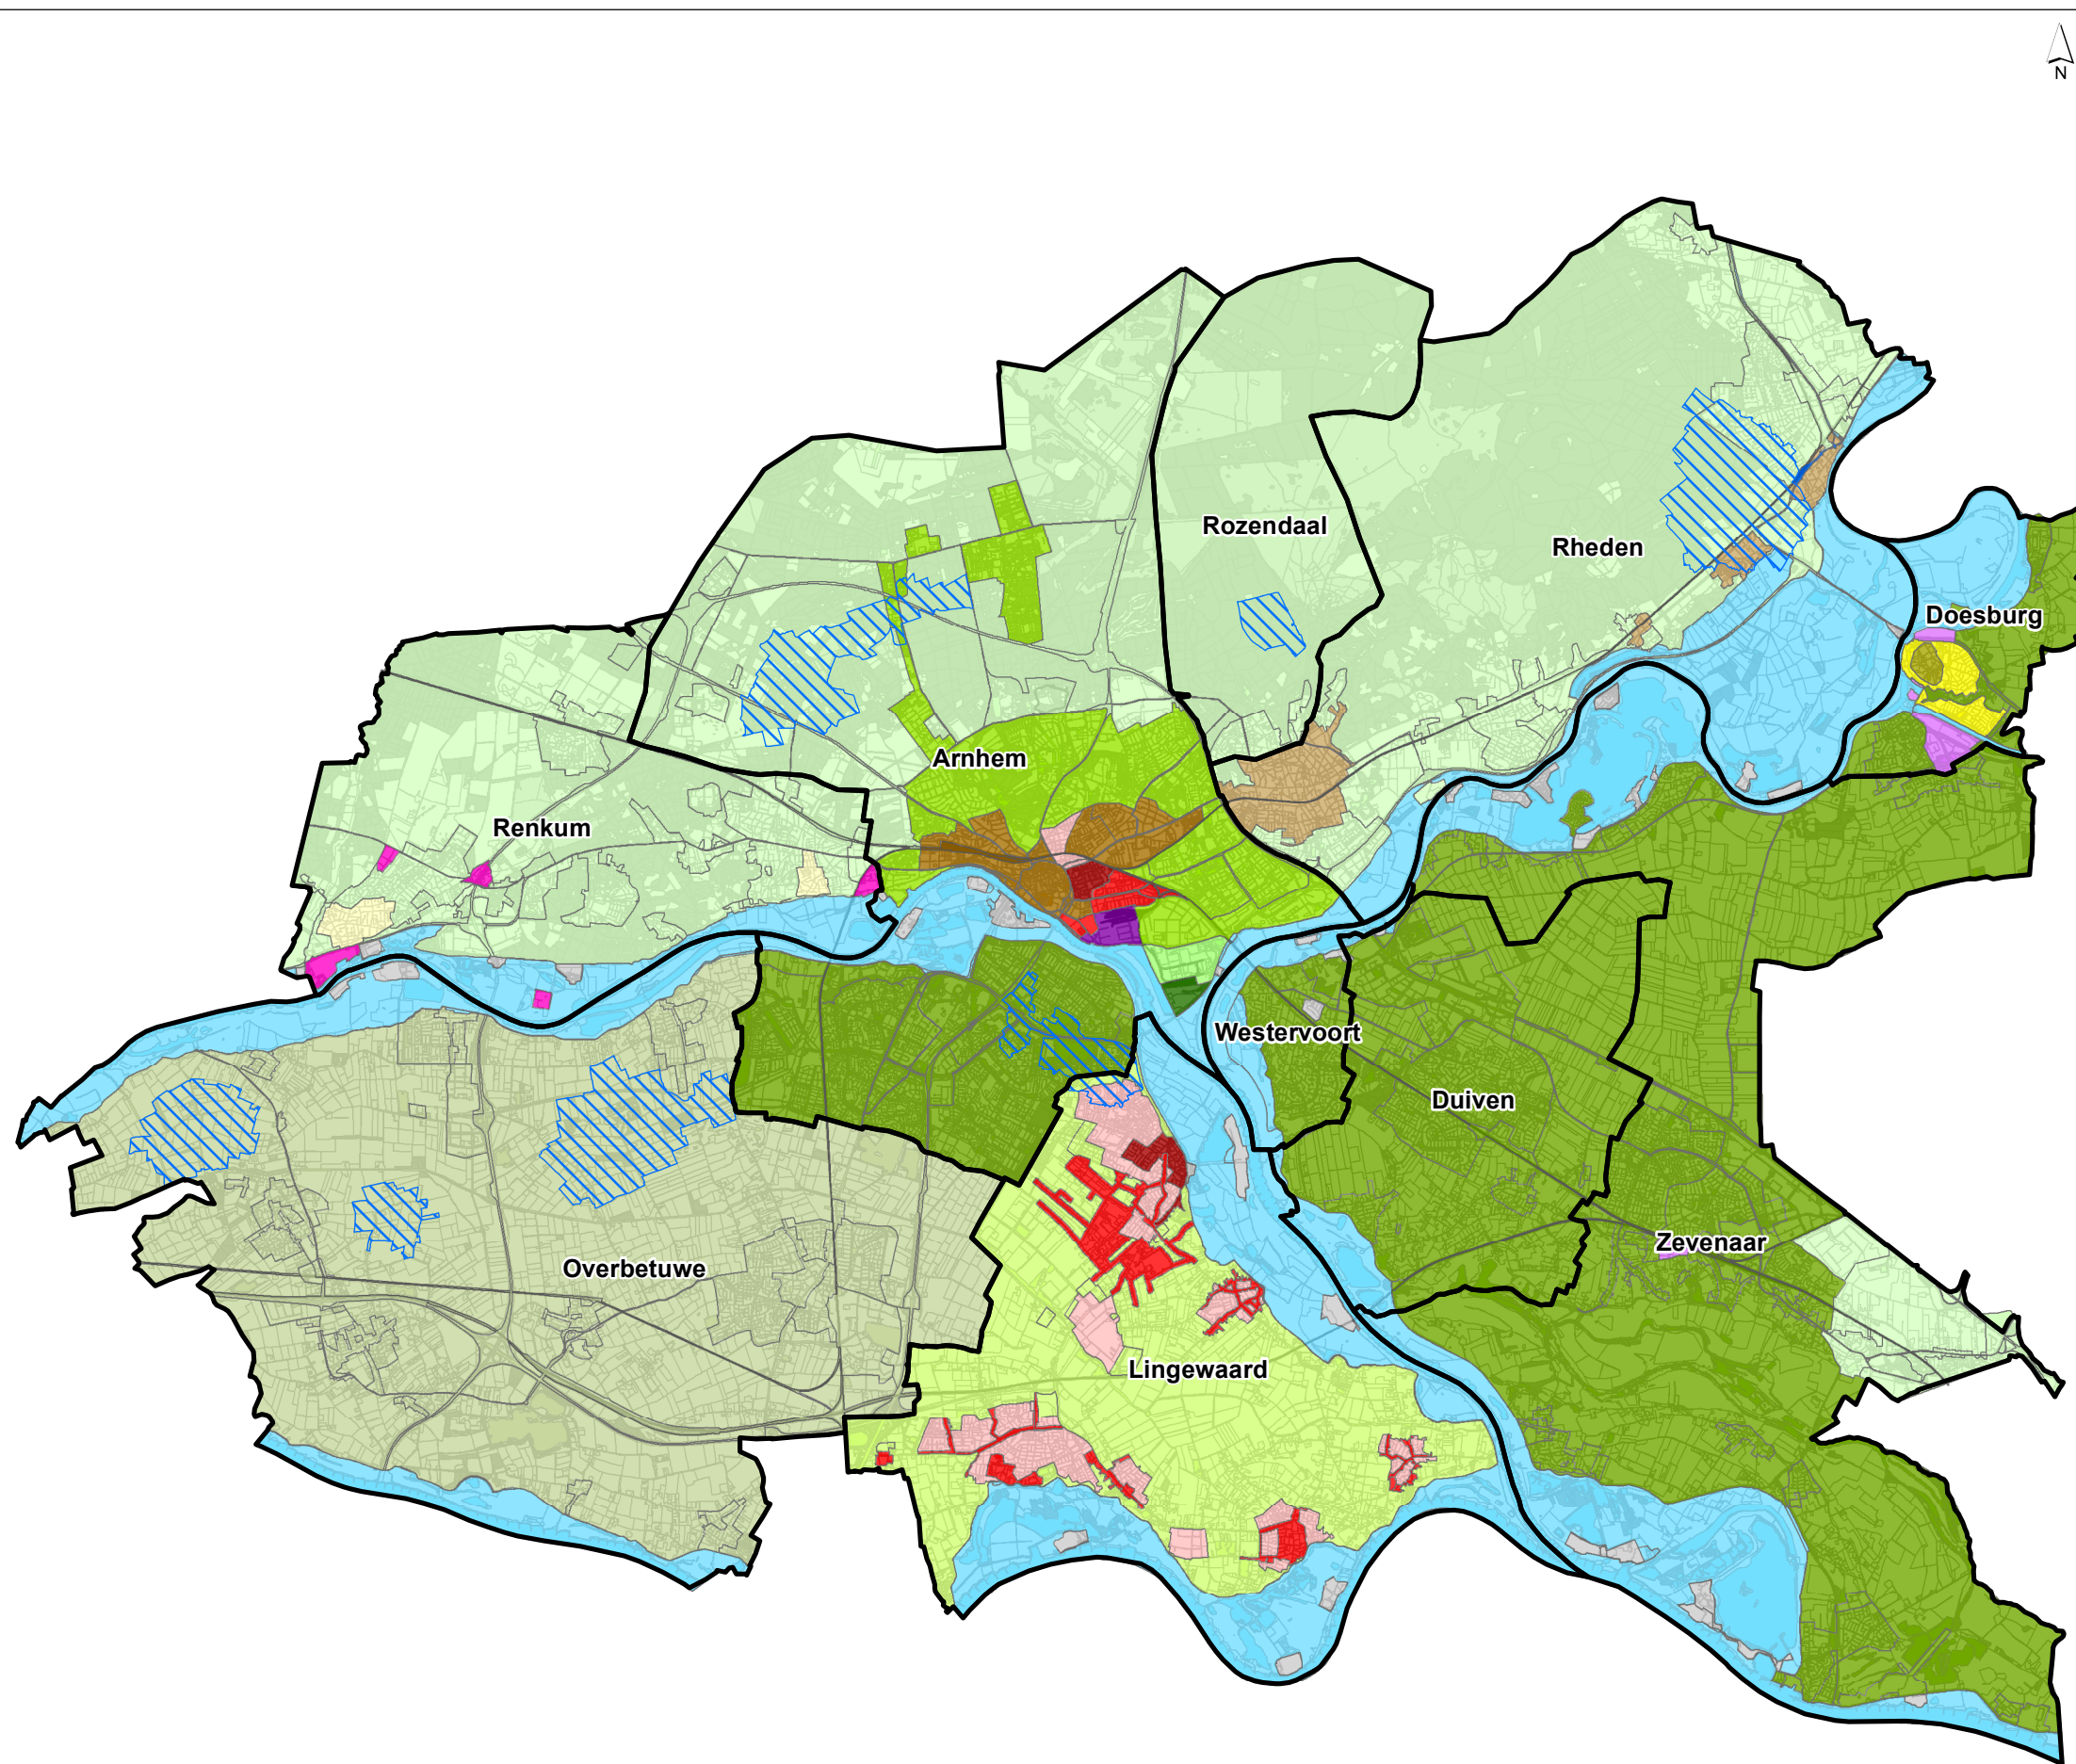 N
Rozendaal
Rheden
Doesburg
Arnhem
Renkum
Westervoort
Duiven
Zevenaar
Overbetuwe
Lingewaard